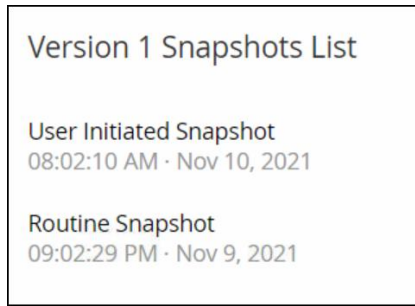 Version 1 Snapshots List
User Initiated Snapshot
08:02:10 AM · Nov 10, 2021
Routine Snapshot
09:02:29 PM · Nov 9, 2021